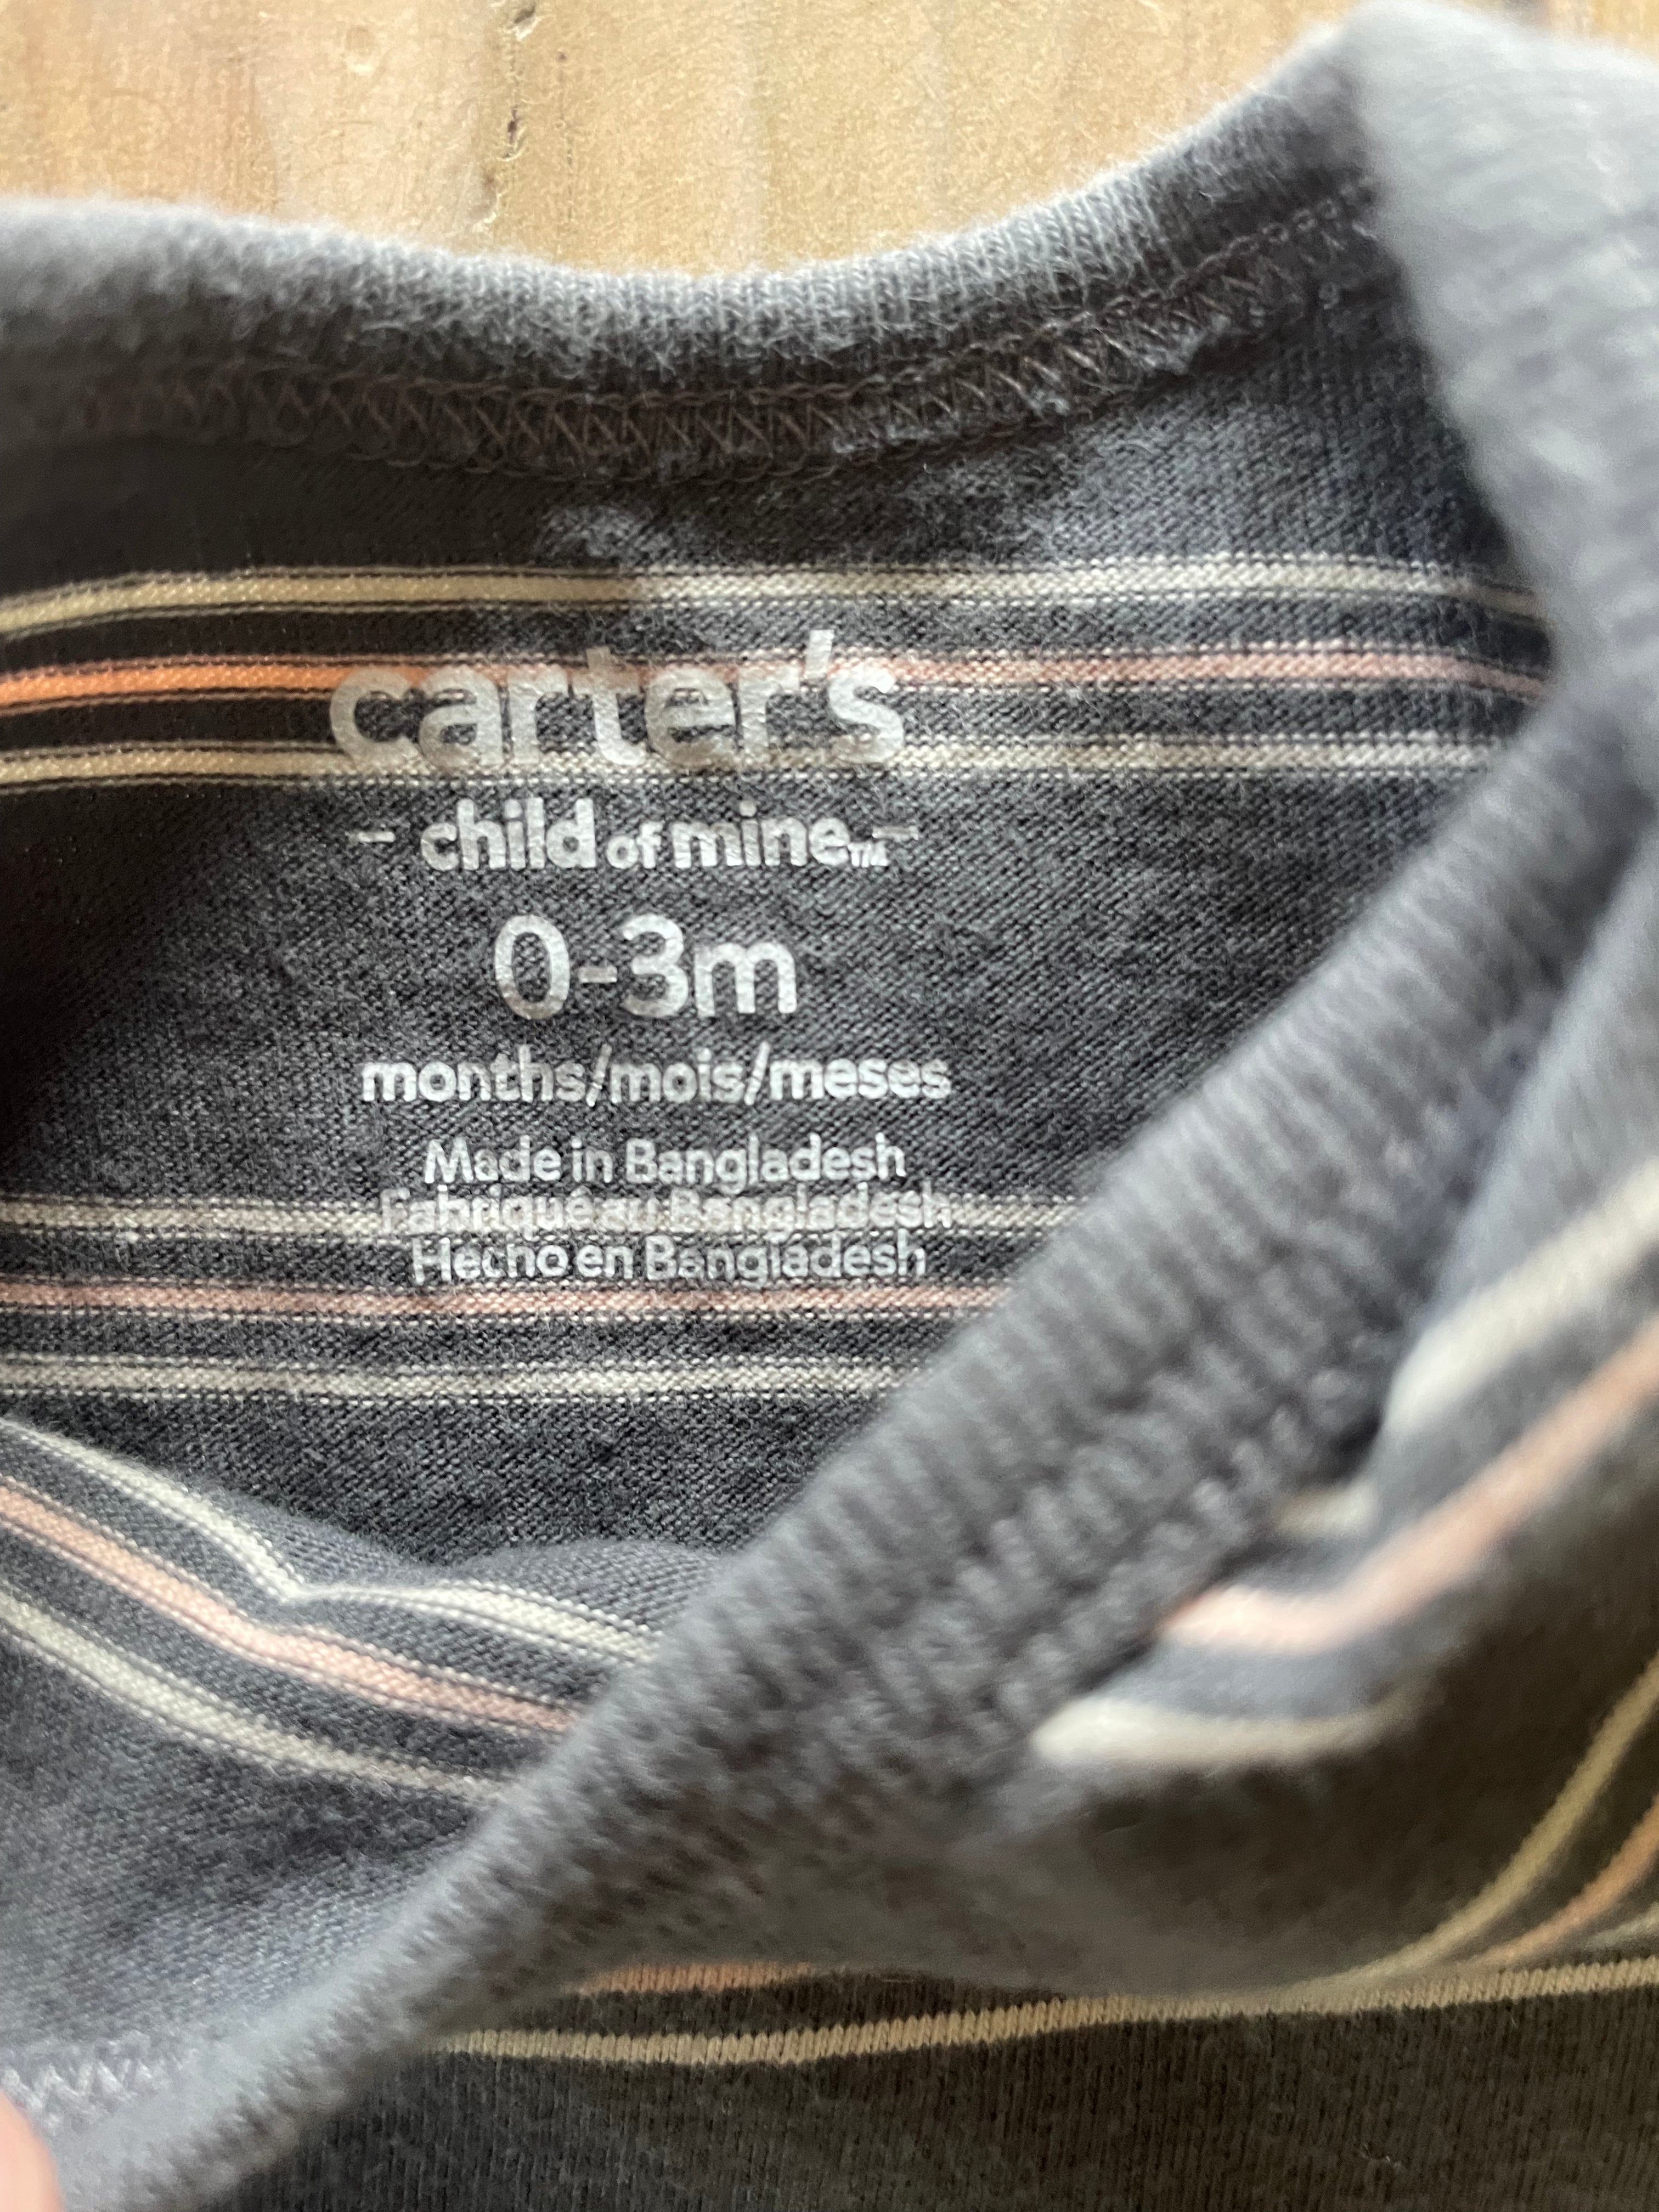 carter's
- child of mine™ -
0-3m
months/mois/meses
Made in Bangladesh
Fabriqué au Bangladesh
Hecho en Bangladesh